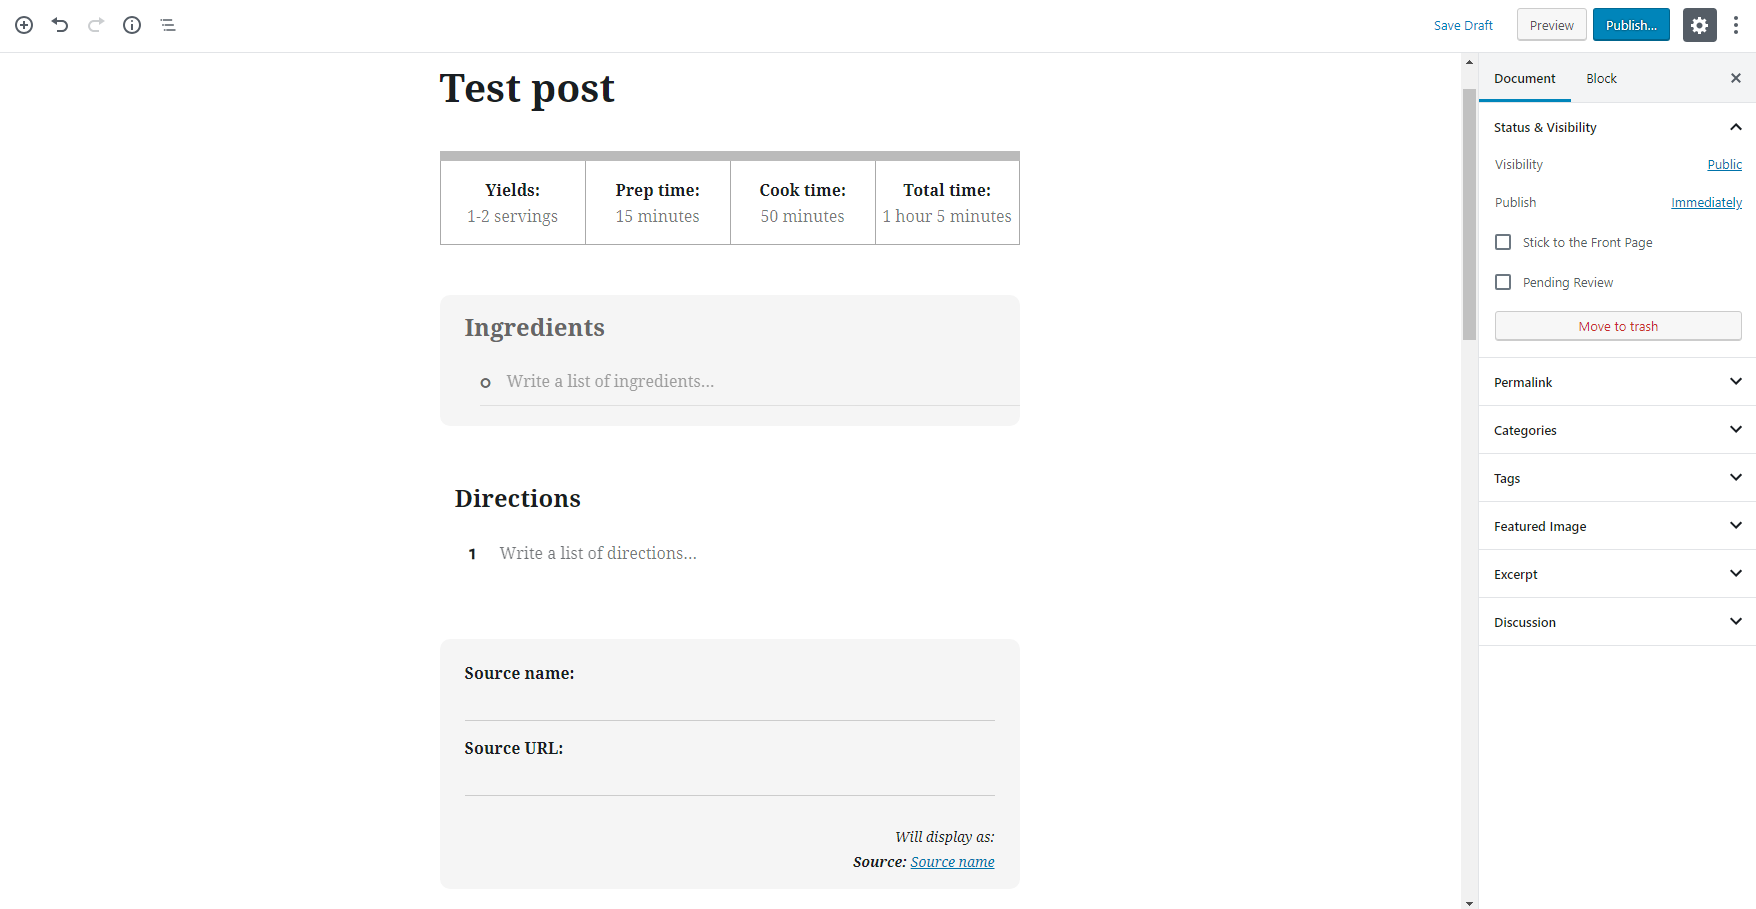 Save Draft
Preview
Publish...
Test post
Yields:
1-2 servings
Prep time:
15 minutes
Cook time:
50 minutes
Total time:
1 hour 5 minutes
Ingredients
Write a list of ingredients...
Directions
1 Write a list of directions...
Source name:
Source URL:
Will display as:
Source: Source name
Document
Block
Status & Visibility
Visibility Public
Publish Immediately
Stick to the Front Page
Pending Review
Move to trash
Permalink
Categories
Tags
Featured Image
Excerpt
Discussion